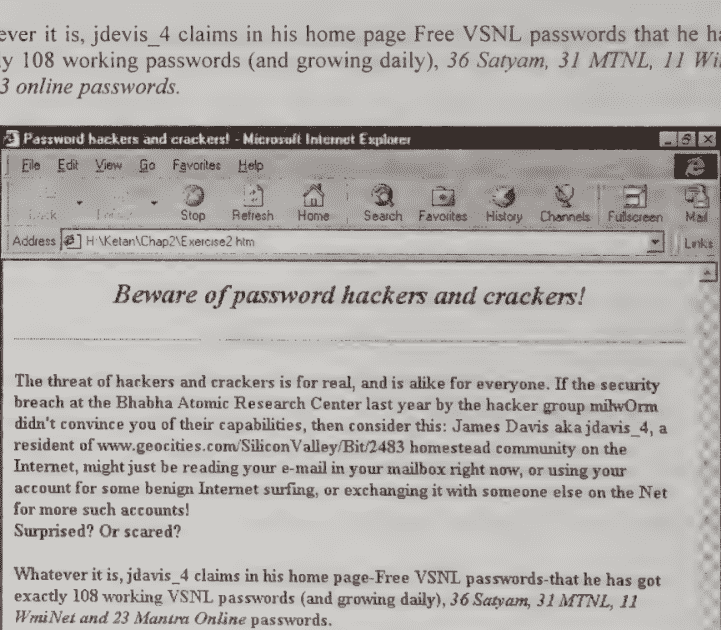 ever it is, jdevis_4 claims in his home page Free VSNL passwords that he ha
ly 108 working passwords (and growing daily), 36 Satyam, 31 MTNL, 11 Wi
3 online passwords.
Password hackers and crackers! - Microsoft Internet Explorer
File Edit View Go Favorites Help
Stop Refresh Home Search Favorites History Channels Fullscreen Mail
Address H:\Ketan\Chap2\Exercise2 htm Links
Beware of password hackers and crackers!
The threat of hackers and crackers is for real, and is alike for everyone. If the security
breach at the Bhabha Atomic Research Center last year by the hacker group milw0rm
didn't convince you of their capabilities, then consider this: James Davis aka jdavis_4, a
resident of www.geocities.com/SiliconValley/Bit/2483 homestead community on the
Internet, might just be reading your e-mail in your mailbox right now, or using your
account for some benign Internet surfing, or exchanging it with someone else on the Net
for more such accounts!
Surprised? Or scared?
Whatever it is, jdavis_4 claims in his home page-Free VSNL passwords-that he has got
exactly 108 working VSNL passwords (and growing daily), 36 Satyam, 31 MTNL, 11
WmiNet and 23 Mantra Online passwords.